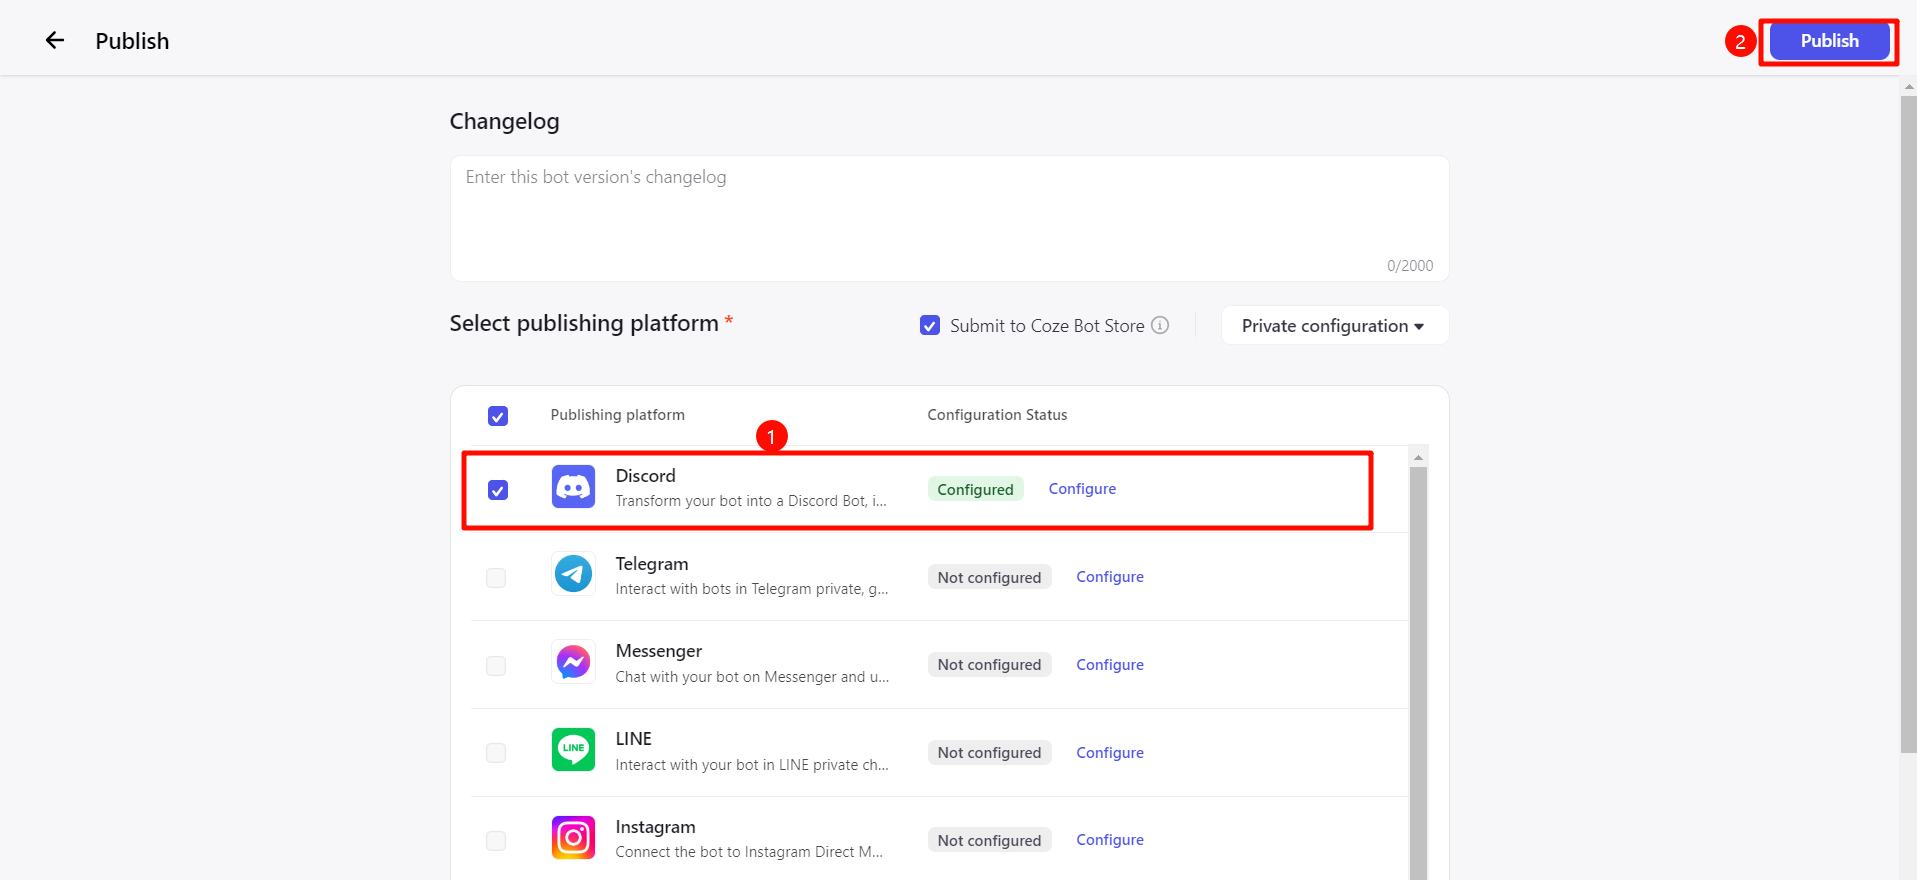 Publish
2
Publish
Changelog
Enter this bot version's changelog
0/2000
Select publishing platform *
Submit to Coze Bot Store
Private configuration
Publishing platform
Configuration Status
1
Discord
Transform your bot into a Discord Bot, i...
Configured
Configure
Telegram
Interact with bots in Telegram private, g...
Not configured
Configure
Messenger
Chat with your bot on Messenger and u...
Not configured
Configure
LINE
LINE
Interact with your bot in LINE private ch...
Not configured
Configure
Instagram
Connect the bot to Instagram Direct M...
Not configured
Configure